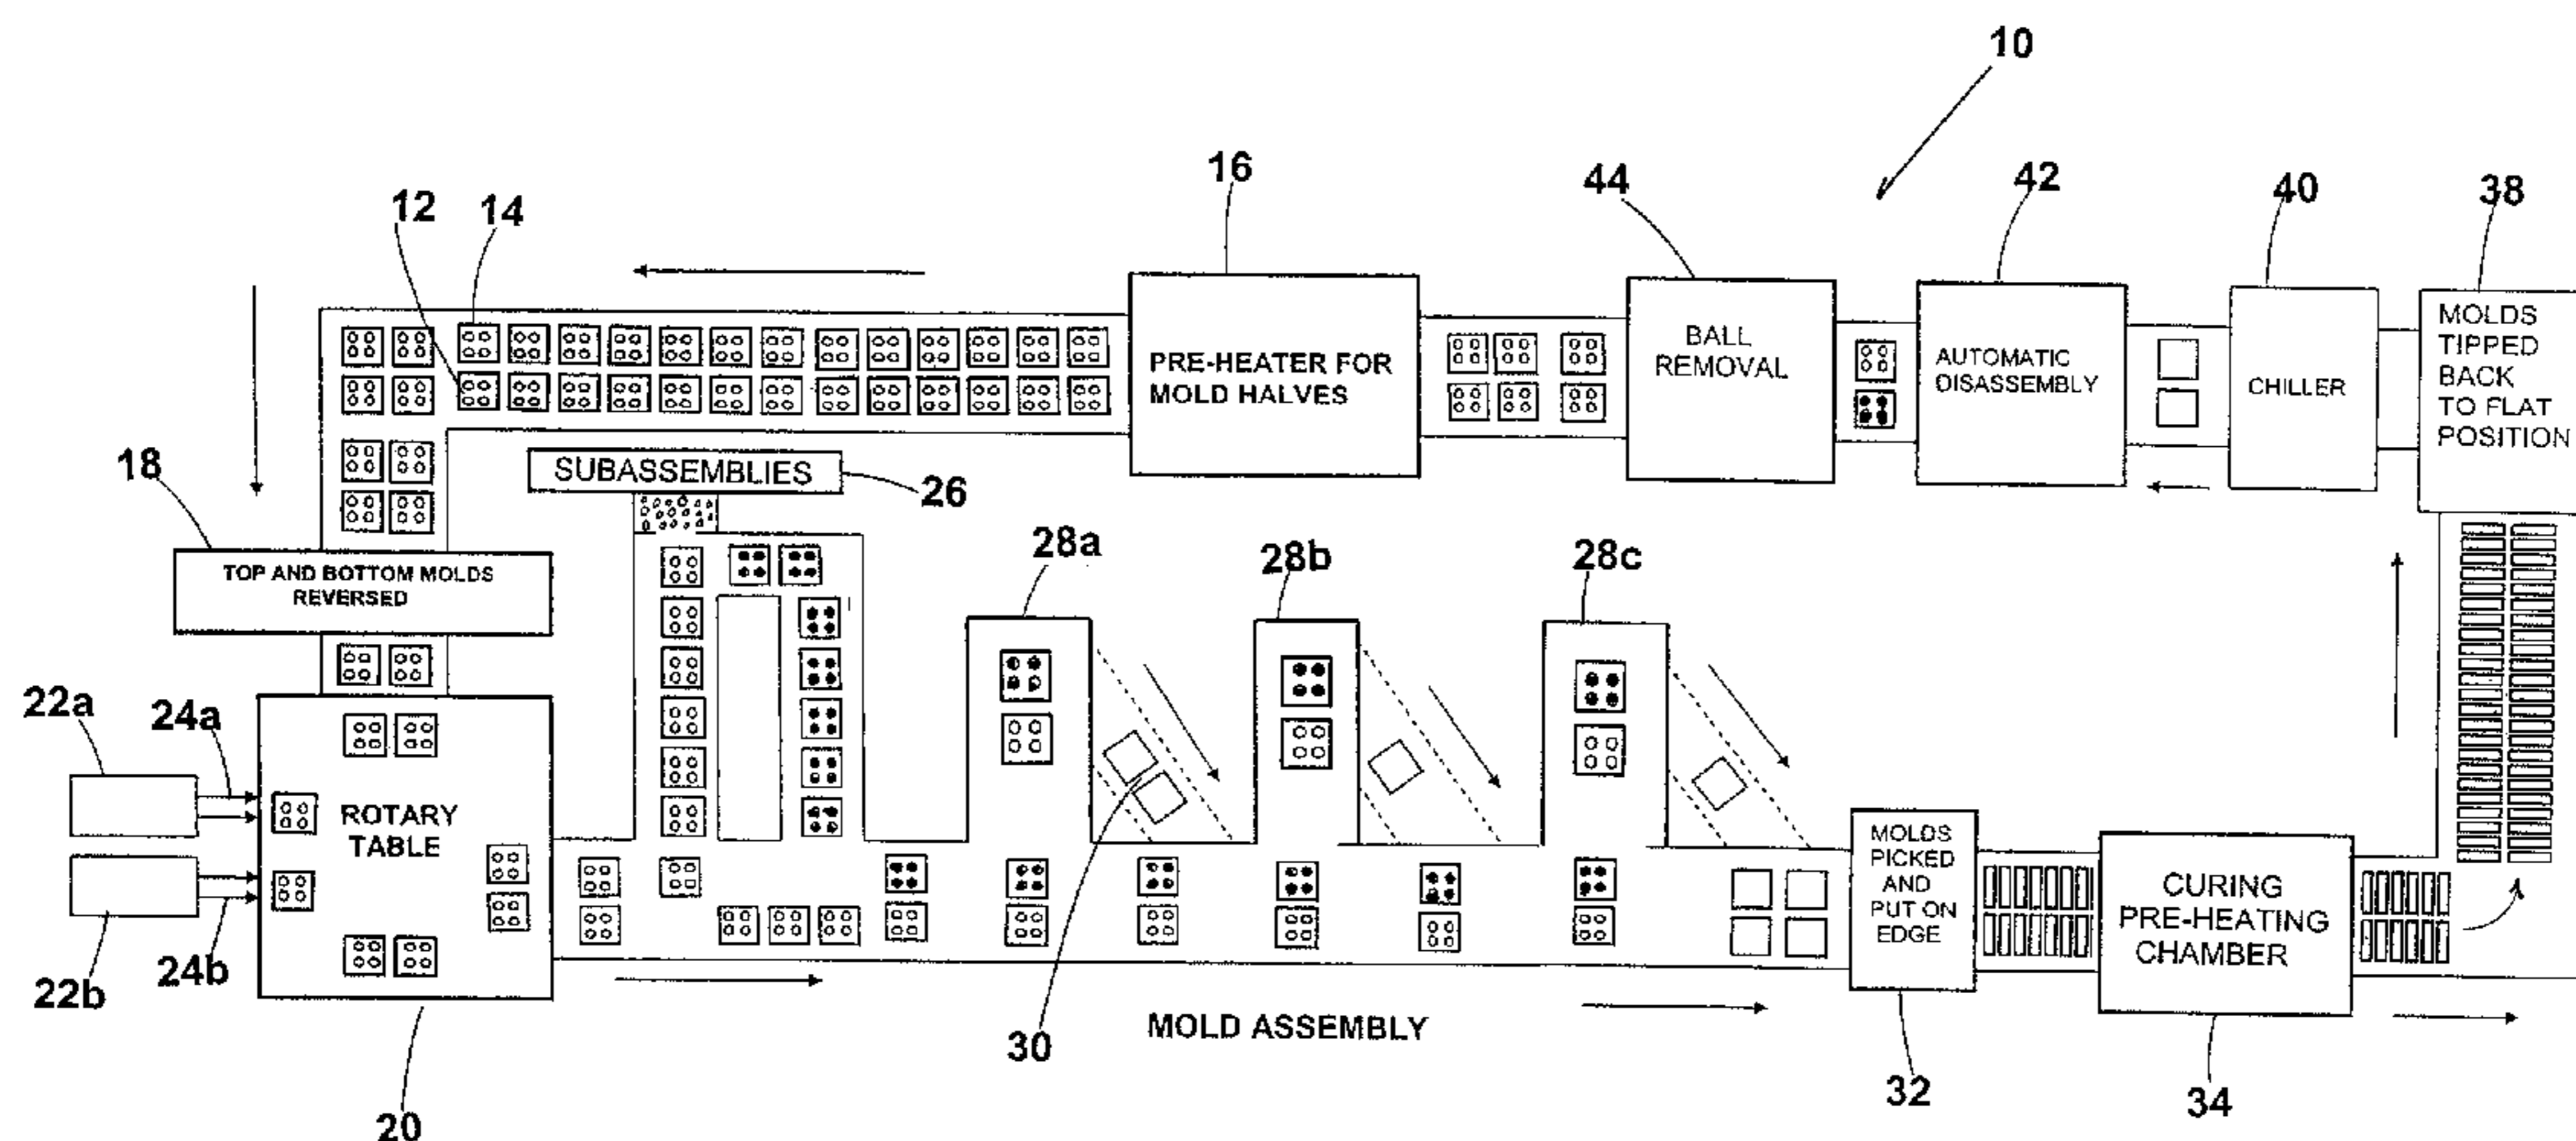 10
16
44
42
40
38
12
14
MOLDS
TIPPED
BACK
TO FLAT
POSITION
BALL
REMOVAL
PRE-HEATER FOR
MOLD HALVES
AUTOMATIC
DISASSEMBLY
CHILLER
18
SUBASSEMBLIES
26
TOP AND BOTTOM MOLDS
REVERSED
28a
28b
28c
22a
24a
ROTARY
TABLE
22b
24b
MOLDS
PICKED
AND
PUT ON
EDGE
CURING
PRE-HEATING
CHAMBER
30
MOLD ASSEMBLY
32
34
20